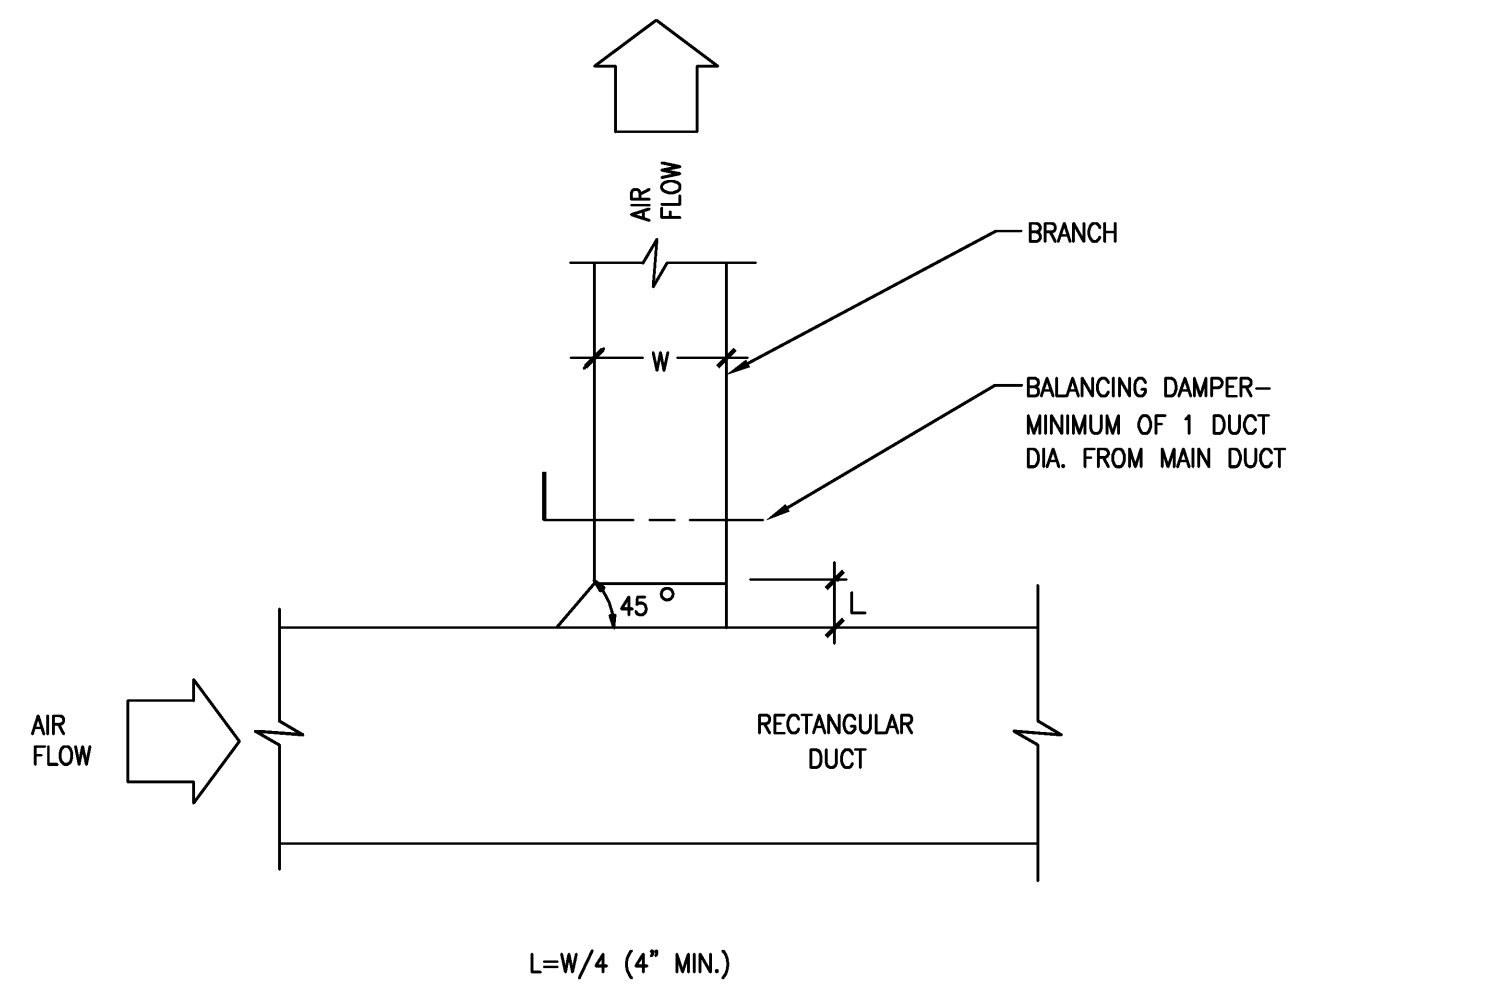 AIR
FLOW
BRANCH
W
BALANCING DAMPER-
MINIMUM OF 1 DUCT
DIA. FROM MAIN DUCT
45°
L
AIR
FLOW
RECTANGULAR
DUCT
L=W/4 (4" MIN.)